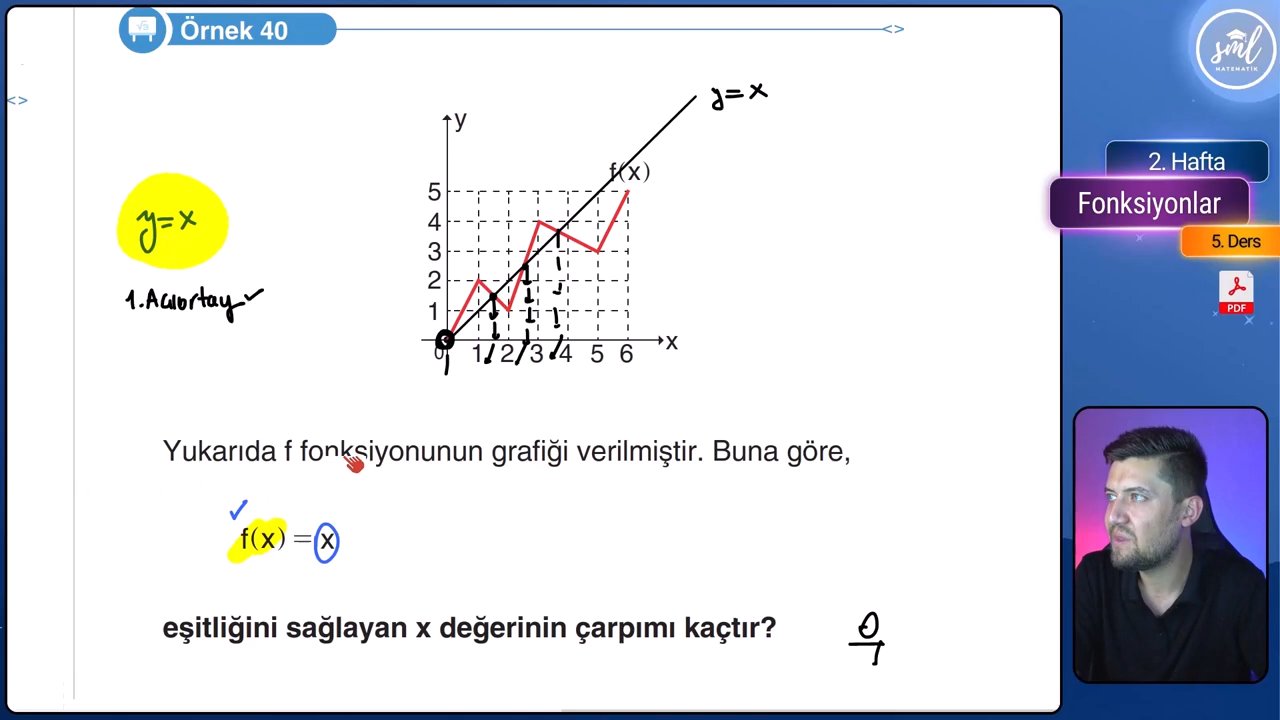 Örnek 40
<>
<>
sml
MATEMATİK
y=x
y
f(x)
5
4
3
2
1
0
1 2 3 4 5 6
x
y=x
1. Açıortay ✓
2. Hafta
Fonksiyonlar
5. Ders
PDF
Yukarıda f fonksiyonunun grafiği verilmiştir. Buna göre,
✓
f(x) = x
eşitliğini sağlayan x değerinin çarpımı kaçtır?
0